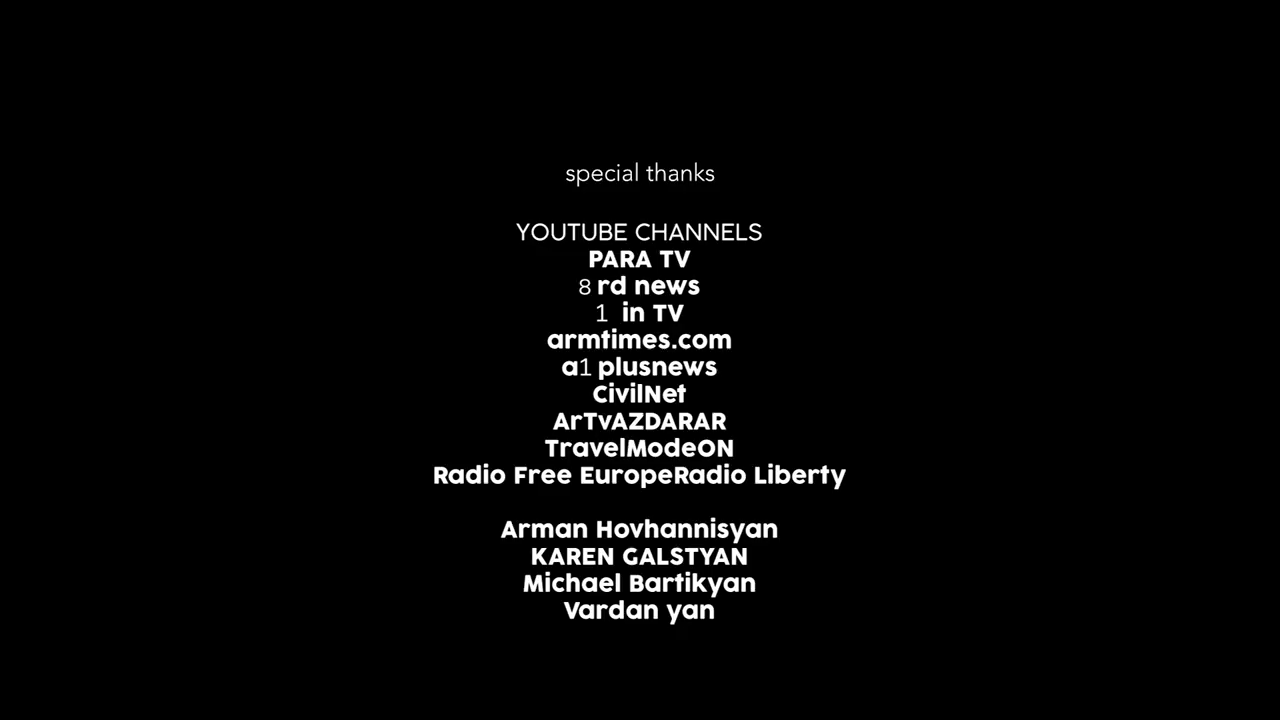 special thanks
YOUTUBE CHANNELS
PARA TV
8 rd news
1 in TV
armtimes.com
a1 plusnews
CivilNet
ArTvAZDARAR
TravelModeON
Radio Free EuropeRadio Liberty
Arman Hovhannisyan
KAREN GALSTYAN
Michael Bartikyan
Vardan yan